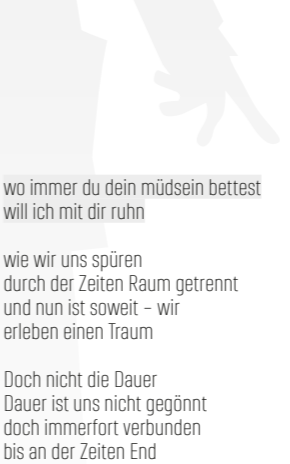 wo immer du dein müdsein bettest
will ich mit dir ruhn
wie wir uns spüren
durch der Zeiten Raum getrennt
und nun ist soweit – wir
erleben einen Traum
Doch nicht die Dauer
Dauer ist uns nicht gegönnt
doch immerfort verbunden
bis an der Zeiten End